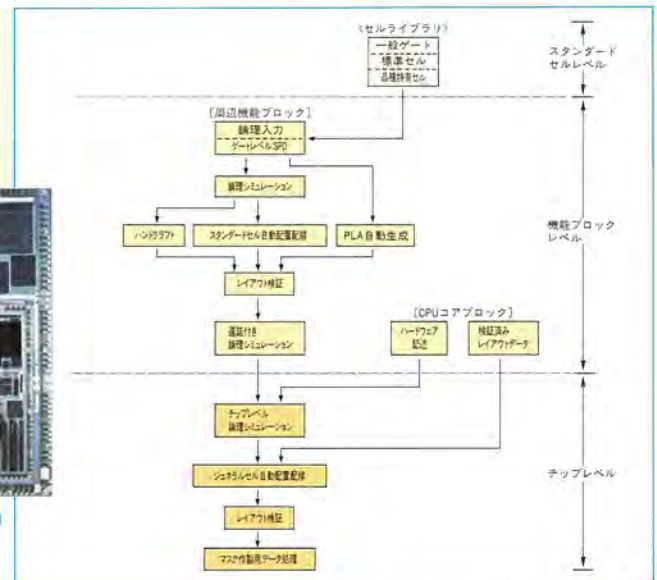 〈セルライブラリ〉
一般ゲート
標準セル
品種特有セル
スタンダード
セルレベル
[周辺機能ブロック]
論理入力
ゲートレベルSPD
論理シミュレーション
ハンドクラフト
スタンダードセル自動配置配線
PLA自動生成
機能ブロック
レベル
レイアウト検証
[CPUコアブロック]
遅延付き
論理シミュレーション
ハードウェア
記述
検証済み
レイアウトデータ
チップレベル
論理シミュレーション
ジェネラルセル自動配置配線
チップレベル
レイアウト検証
マスク作製用データ処理